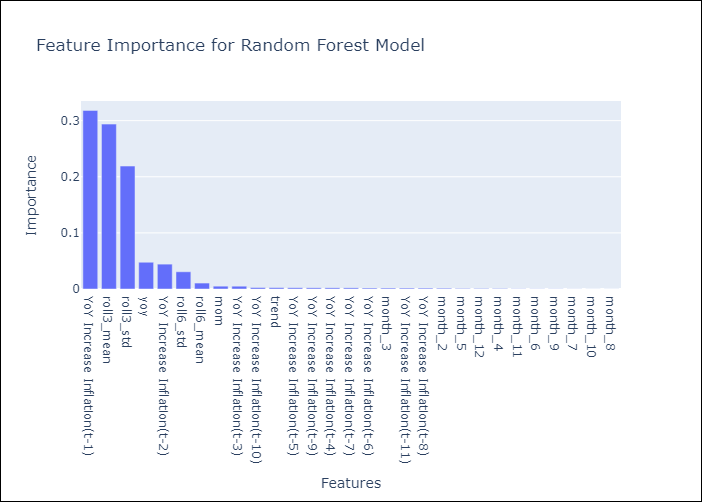 Feature Importance for Random Forest Model
Importance
0.3
0.2
0.1
0
YoY Increase Inflation(t-1)
roll3_mean
roll3_std
yoy
YoY Increase Inflation(t-2)
roll6_std
roll6_mean
mom
YoY Increase Inflation(t-3)
YoY Increase Inflation(t-10)
trend
YoY Increase Inflation(t-5)
YoY Increase Inflation(t-9)
YoY Increase Inflation(t-4)
YoY Increase Inflation(t-7)
YoY Increase Inflation(t-6)
month_3
YoY Increase Inflation(t-11)
YoY Increase Inflation(t-8)
month_2
month_5
month_12
month_4
month_11
month_6
month_9
month_7
month_10
month_8
Features